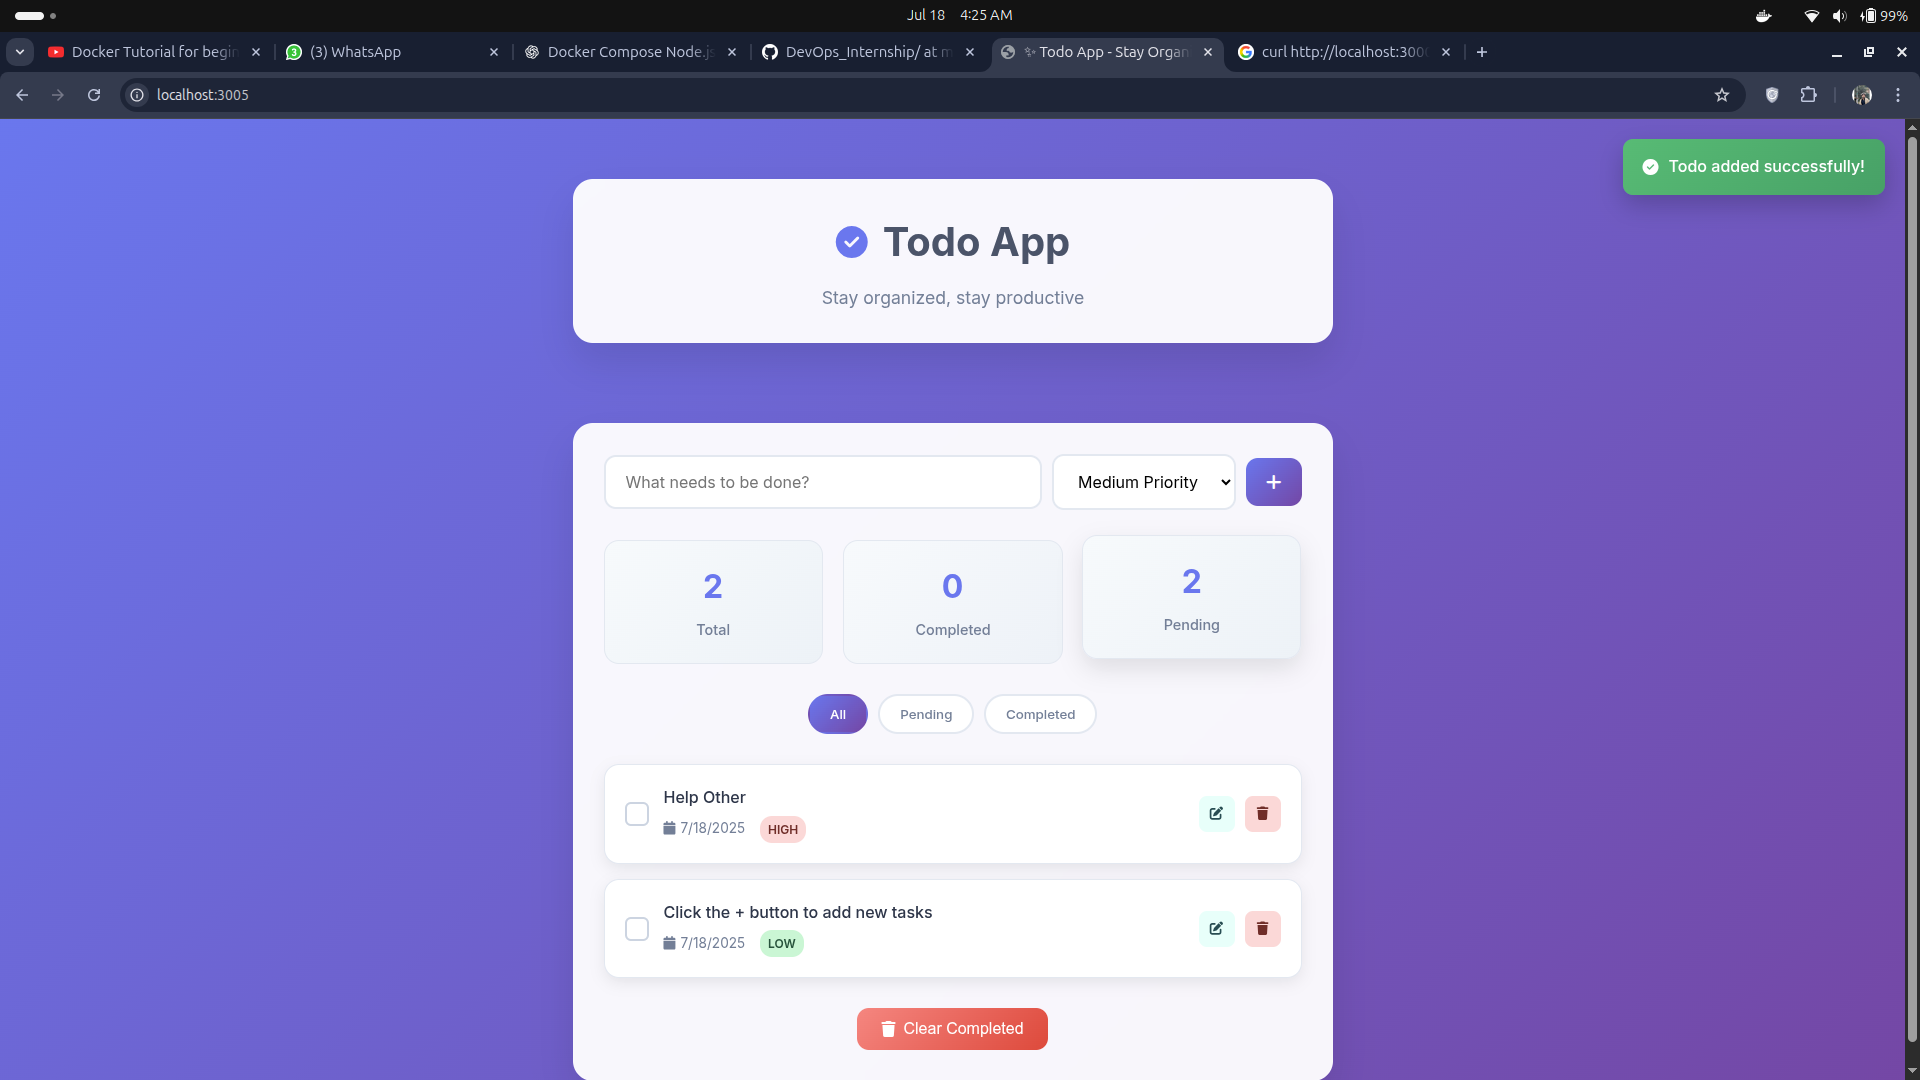 Jul 18 4:25 AM
99%
Docker Tutorial for begin
(3) WhatsApp
Docker Compose Node.js
DevOps_Internship/ at m
Todo App - Stay Organ
curl http://localhost:300
localhost:3005
Todo added successfully!
Todo App
Stay organized, stay productive
What needs to be done?
Medium Priority
+
2
0
2
Total
Completed
Pending
All
Pending
Completed
Help Other
7/18/2025 HIGH
Click the + button to add new tasks
7/18/2025 LOW
Clear Completed